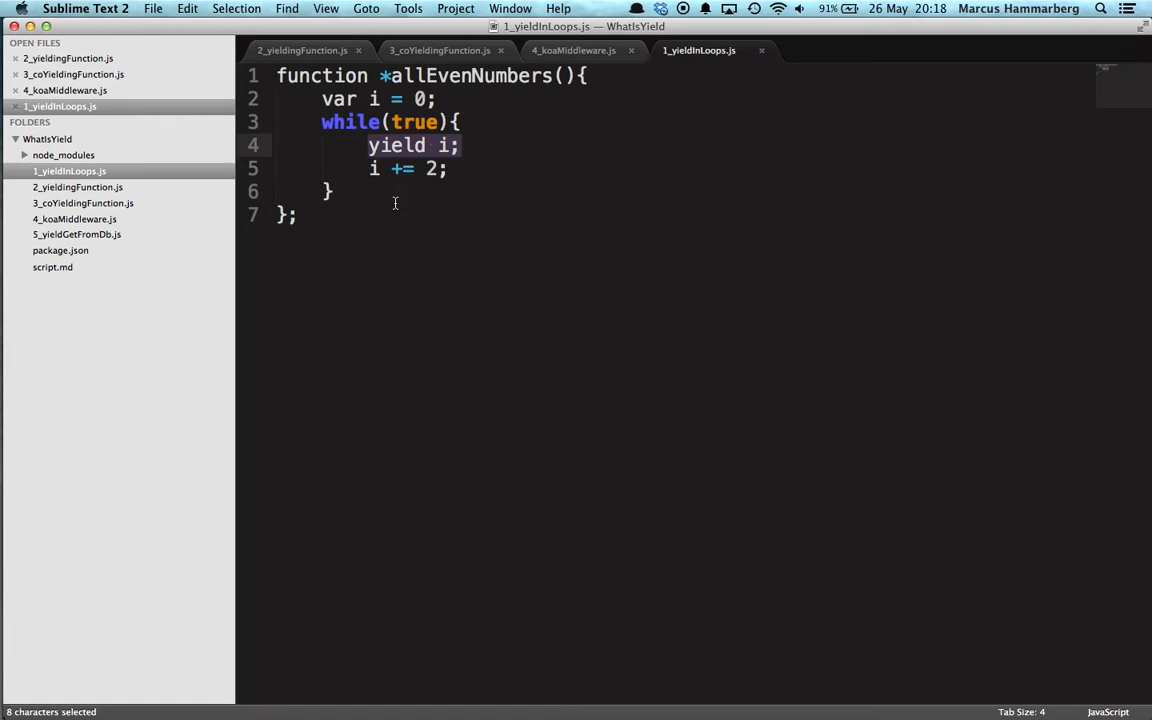 Sublime Text 2 File Edit Selection Find View Goto Tools Project Window Help 91% 26 May 20:18 Marcus Hammarberg
1_yieldInLoops.js — WhatIsYield
OPEN FILES
2_yieldingFunction.js
3_coYieldingFunction.js
4_koaMiddleware.js
1_yieldInLoops.js
FOLDERS
WhatIsYield
node_modules
1_yieldInLoops.js
2_yieldingFunction.js
3_coYieldingFunction.js
4_koaMiddleware.js
5_yieldGetFromDb.js
package.json
script.md
2_yieldingFunction.js 3_coYieldingFunction.js 4_koaMiddleware.js 1_yieldInLoops.js
1 function *allEvenNumbers(){
2 var i = 0;
3 while(true){
4 yield i;
5 i += 2;
6 }
7 };
8 characters selected Tab Size: 4 JavaScript